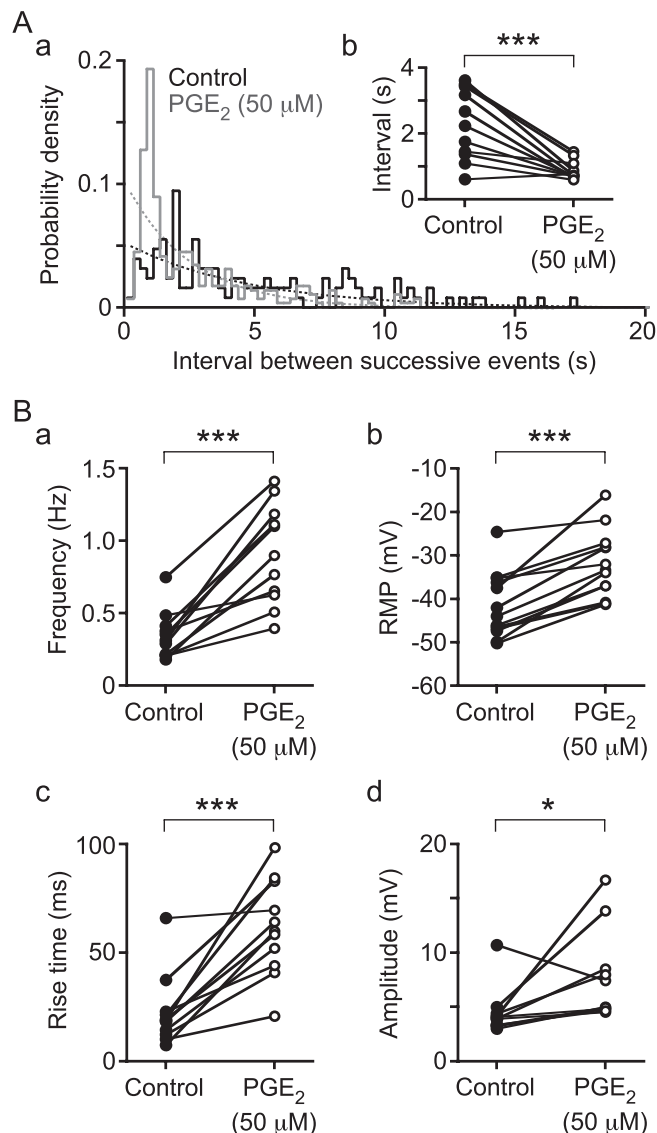 A
a
b
***
0.2
0.1
0
Probability density
Control
PGE2 (50 μM)
4
2
0
Interval (s)
Control
PGE2
(50 μM)
0
5
10
15
20
Interval between successive events (s)
B
a
***
1.5
1.0
0.5
0
Frequency (Hz)
Control
PGE2
(50 μM)
b
***
-10
-20
-30
-40
-50
-60
RMP (mV)
Control
PGE2
(50 μM)
c
***
100
50
0
Rise time (ms)
Control
PGE2
(50 μM)
d
*
20
10
0
Amplitude (mV)
Control
PGE2
(50 μM)